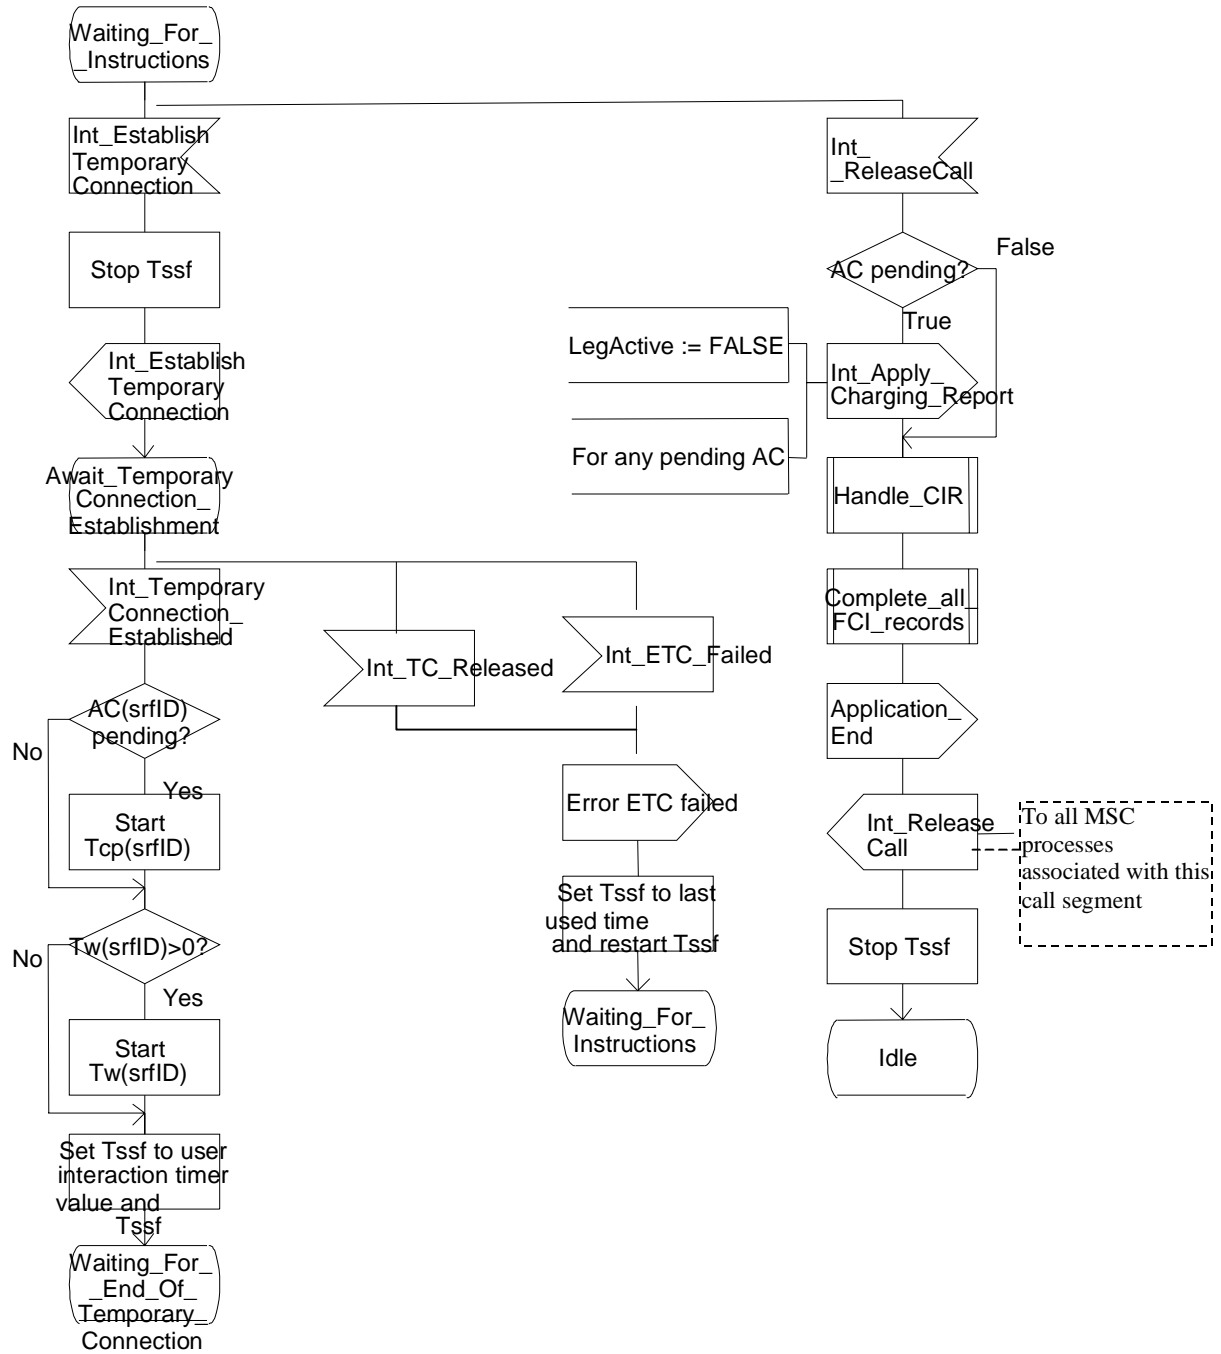 Waiting_For_
_Instructions
Int_Establish
Temporary
Connection
Stop Tssf
Int_Establish
Temporary
Connection
Await_Temporary
Connection_
Establishment
Int_Temporary
Connection_
Established
AC(srfID)
pending?
No
Yes
Start
Tcp(srfID)
Tw(srfID)>0?
No
Yes
Start
Tw(srfID)
Set Tssf to user
interaction timer
value and
Tssf
Waiting_For_
_End_Of_
Temporary_
Connection
Int_TC_Released
Int_ETC_Failed
Error ETC failed
Set Tssf to last
used time
and restart Tssf
Waiting_For_
Instructions
Int_
_ReleaseCall
AC pending?
False
True
LegActive := FALSE
For any pending AC
Int_Apply_
Charging_Report
Handle_CIR
Complete_all_
FCI_records
Application_
End
Int_Release
Call
To all MSC
processes
associated with this
call segment
Stop Tssf
Idle